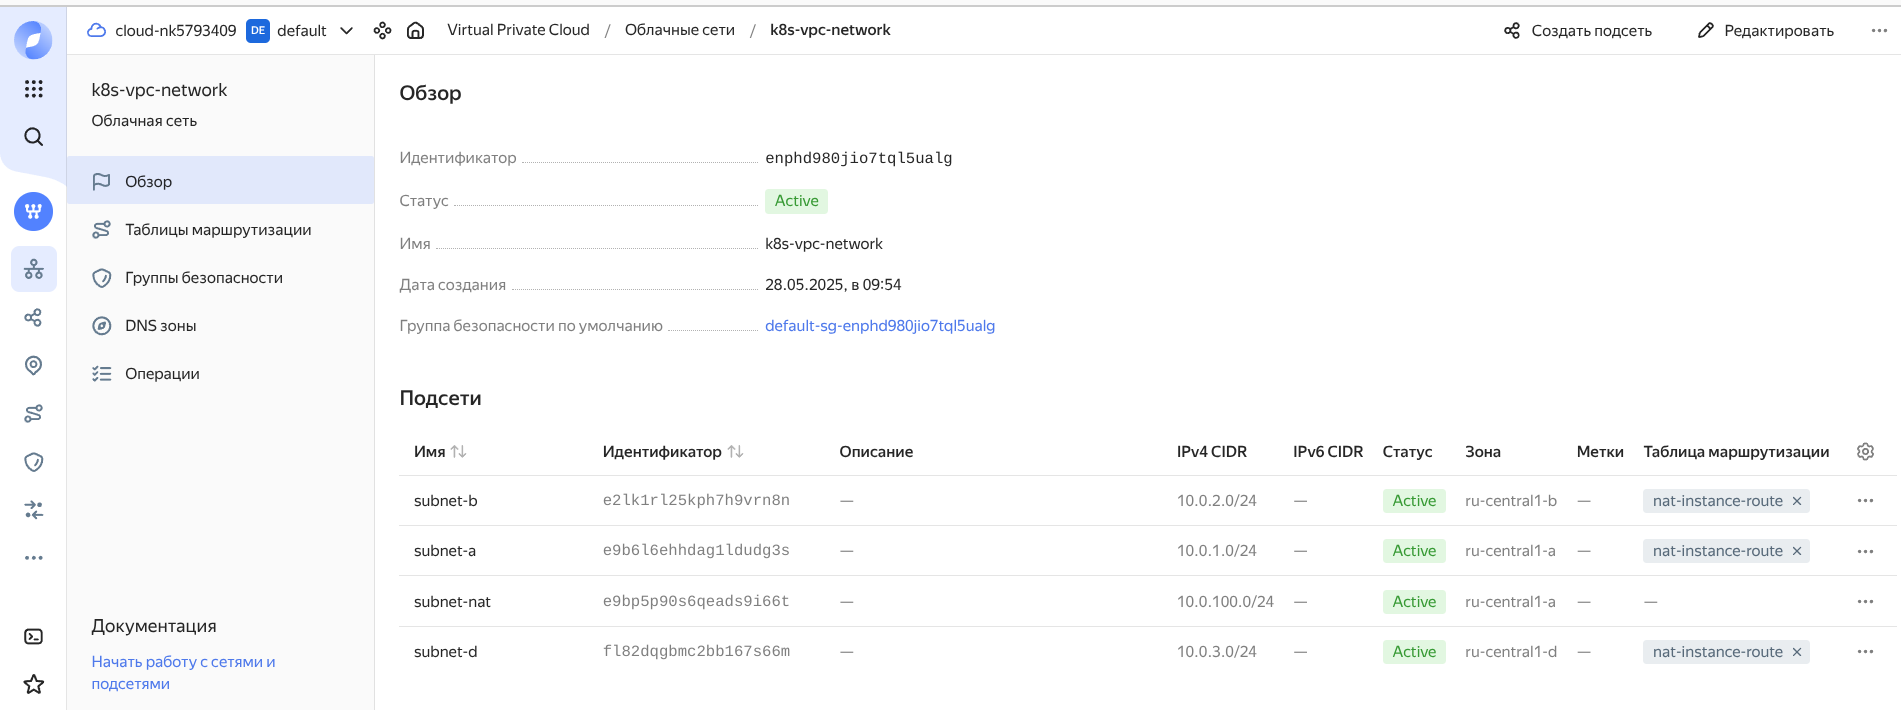 cloud-nk5793409 DE default Virtual Private Cloud / Облачные сети / k8s-vpc-network Создать подсеть Редактировать
k8s-vpc-network
Облачная сеть
Обзор
Таблицы маршрутизации
Группы безопасности
DNS зоны
Операции
Документация
Начать работу с сетями и
подсетями
Обзор
Идентификатор enphd980jio7tql5ualg
Статус Active
Имя k8s-vpc-network
Дата создания 28.05.2025, в 09:54
Группа безопасности по умолчанию default-sg-enphd980jio7tql5ualg
Подсети
Имя Идентификатор Описание IPv4 CIDR IPv6 CIDR Статус Зона Метки Таблица маршрутизации
subnet-b e2lk1rl25kph7h9vrn8n — 10.0.2.0/24 — Active ru-central1-b — nat-instance-route ×
subnet-a e9b6l6ehhdag1ldudg3s — 10.0.1.0/24 — Active ru-central1-a — nat-instance-route ×
subnet-nat e9bp5p90s6qeads9i66t — 10.0.100.0/24 — Active ru-central1-a — —
subnet-d fl82dqgbmc2bb167s66m — 10.0.3.0/24 — Active ru-central1-d — nat-instance-route ×